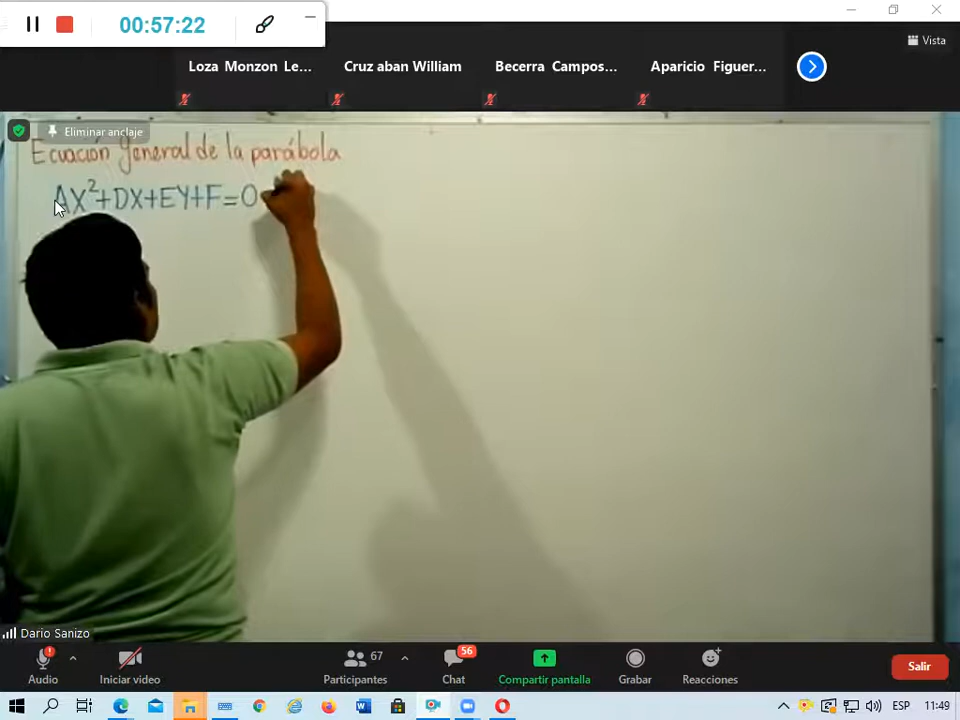 00:57:22
Vista
Loza Monzon Le...
Cruz aban William
Becerra Campos...
Aparicio Figuer...
Eliminar anclaje
Ecuación general de la parábola
AX²+DX+EY+F=0
Dario Sanizo
Audio
Iniciar video
67
Participantes
56
Chat
Compartir pantalla
Grabar
Reacciones
Salir
ESP
11:49